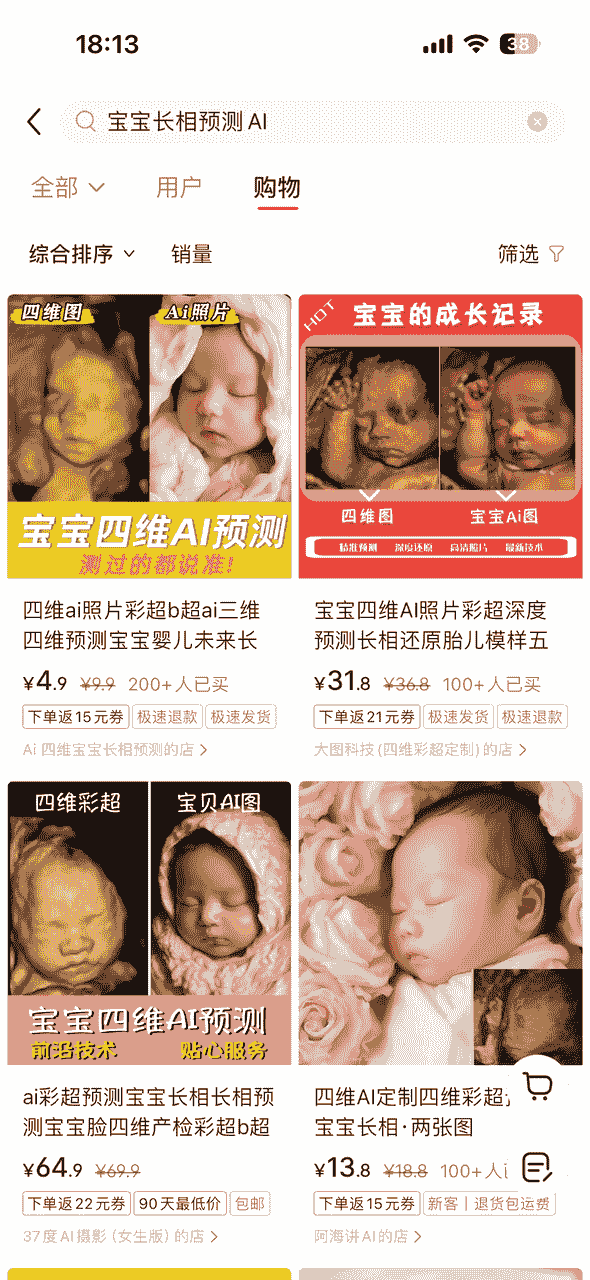 18:13
38
宝宝长相预测 AI
全部
用户
购物
综合排序
销量
筛选
四维图
Ai照片
宝宝四维AI预测
测过的都说准!
HOT
宝宝的成长记录
四维图
宝宝Ai图
精准预测 深度还原 高清照片 最新技术
四维ai照片彩超b超ai三维
四维预测宝宝婴儿未来长
¥4.9 ¥9.9 200+人已买
下单返15元券 极速退款 极速发货
Ai 四维宝宝长相预测的店
宝宝四维AI照片彩超深度
预测长相还原胎儿模样五
¥31.8 ¥36.8 100+人已买
下单返21元券 极速发货 极速退款
大图科技(四维彩超定制)的店
四维彩超
宝贝AI图
宝宝四维AI预测
前沿技术
贴心服务
ai彩超预测宝宝长相长相预
测宝宝脸四维产检彩超b超
¥64.9 ¥69.9
下单返22元券 90天最低价 包邮
37度AI摄影（女生版）的店
四维AI定制四维彩超
宝宝长相·两张图
¥13.8 ¥18.8 100+人
下单返15元券 新客｜退货包运费
阿海讲AI的店